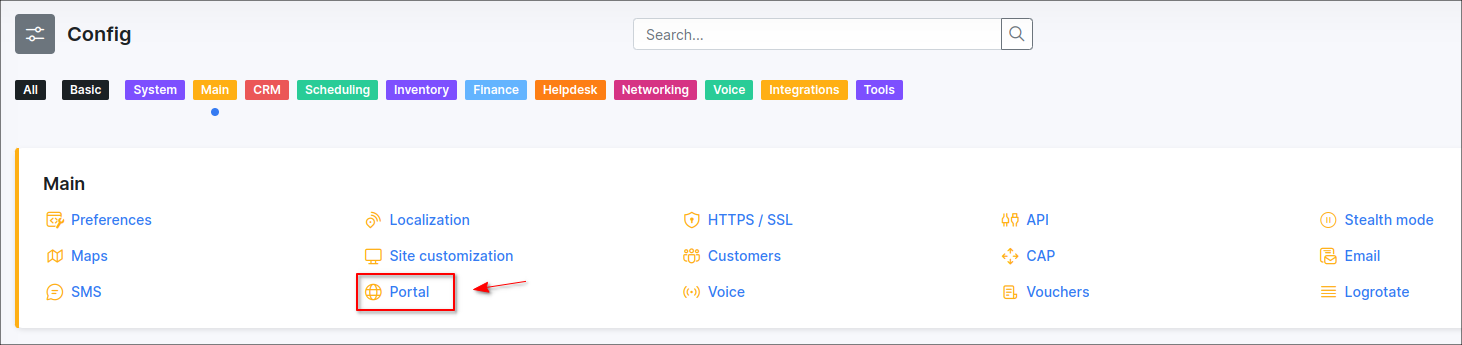 Config
Search...
All Basic System Main CRM Scheduling Inventory Finance Helpdesk Networking Voice Integrations Tools
Main
Preferences Localization HTTPS / SSL API Stealth mode
Maps Site customization Customers CAP Email
SMS Portal Voice Vouchers Logrotate